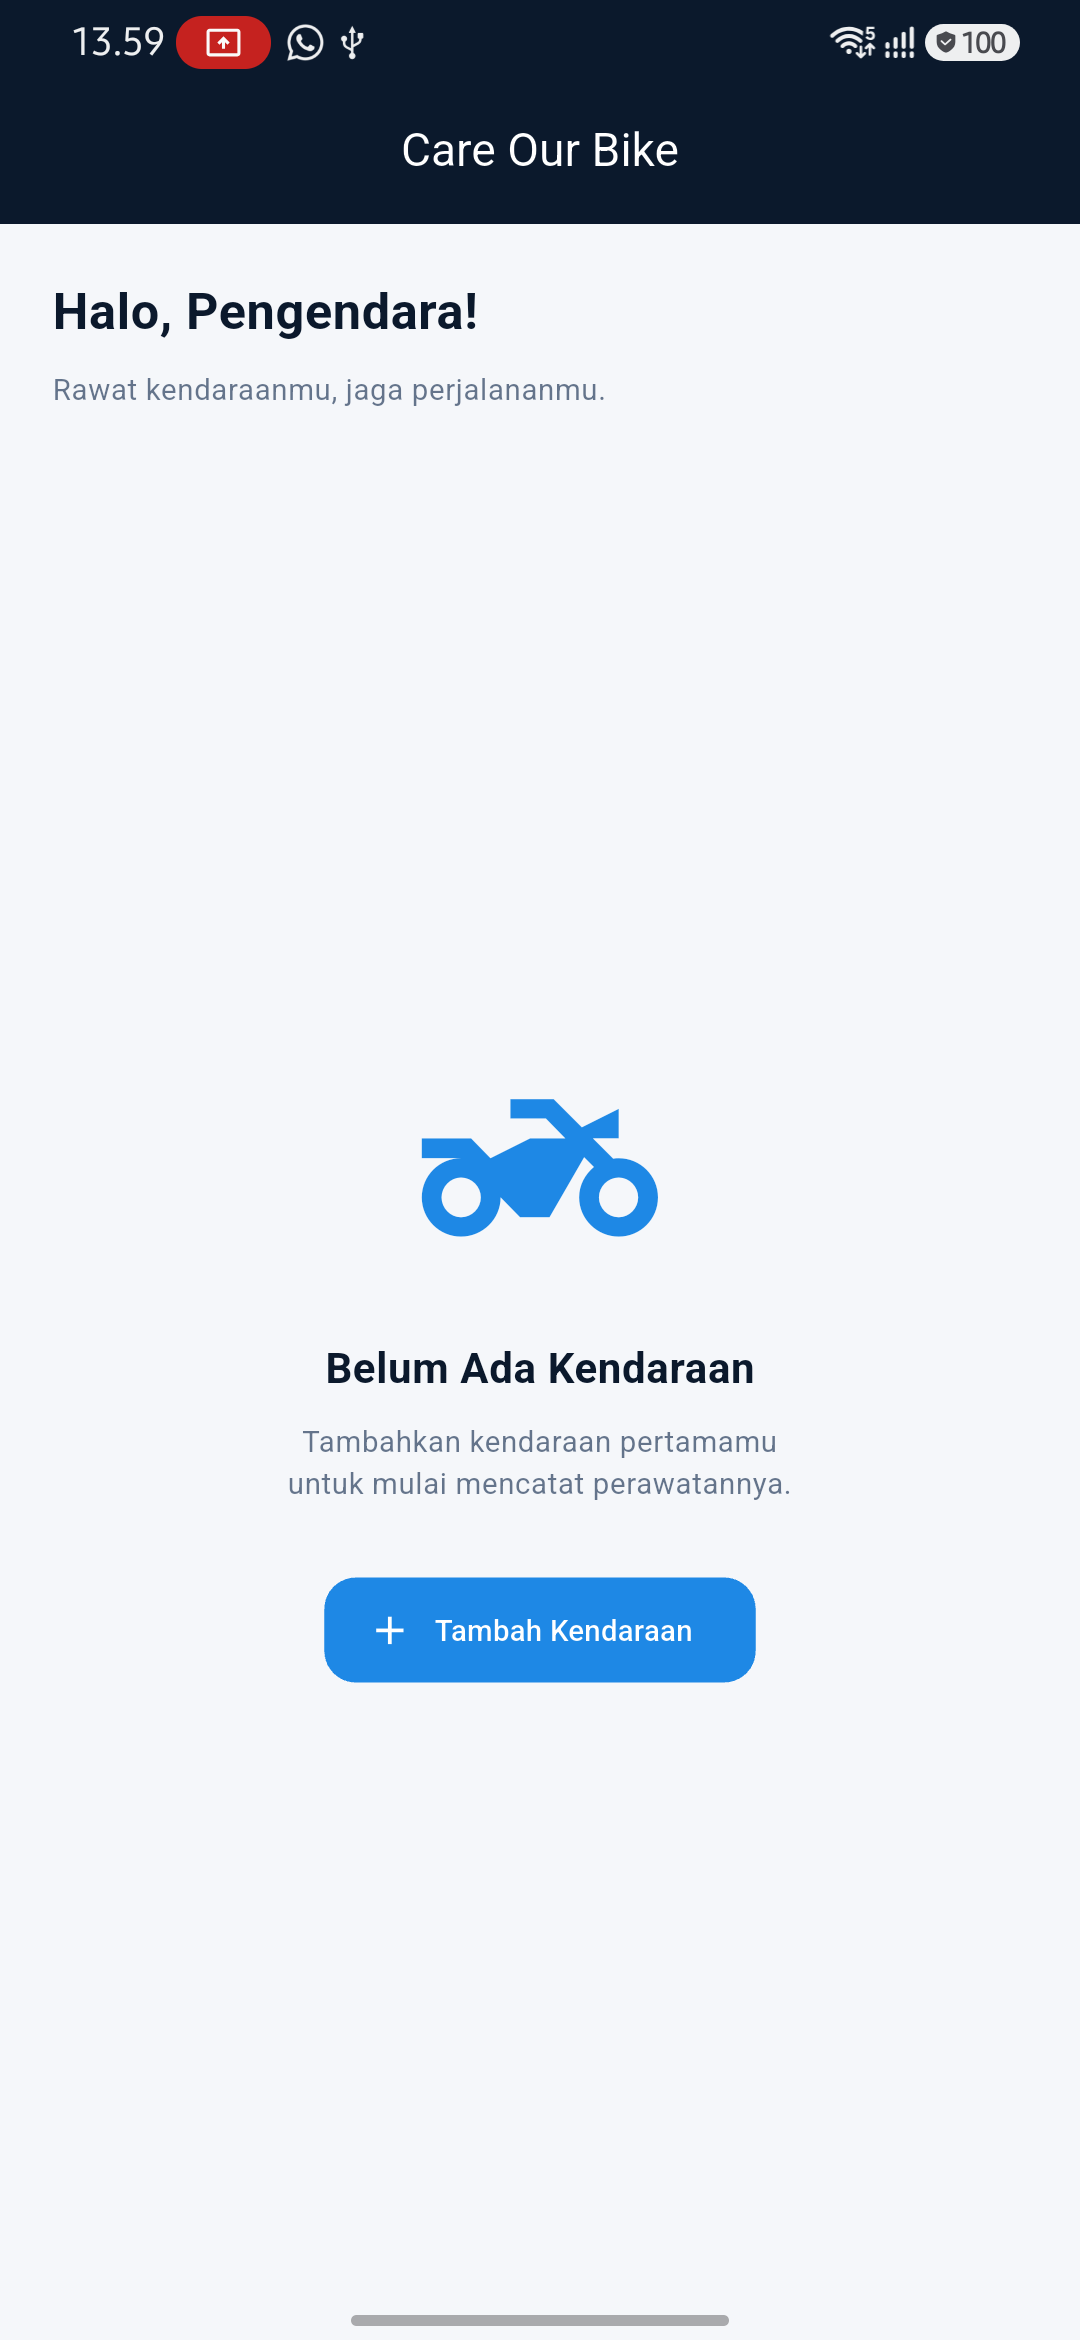 13.59
5
100
Care Our Bike
Halo, Pengendara!
Rawat kendaraanmu, jaga perjalananmu.
Belum Ada Kendaraan
Tambahkan kendaraan pertamamu
untuk mulai mencatat perawatannya.
Tambah Kendaraan